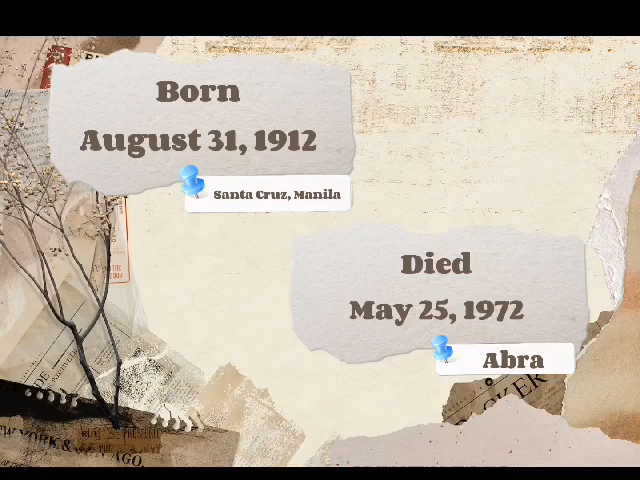 Born
August 31, 1912
Santa Cruz, Manila
Died
May 25, 1972
Abra